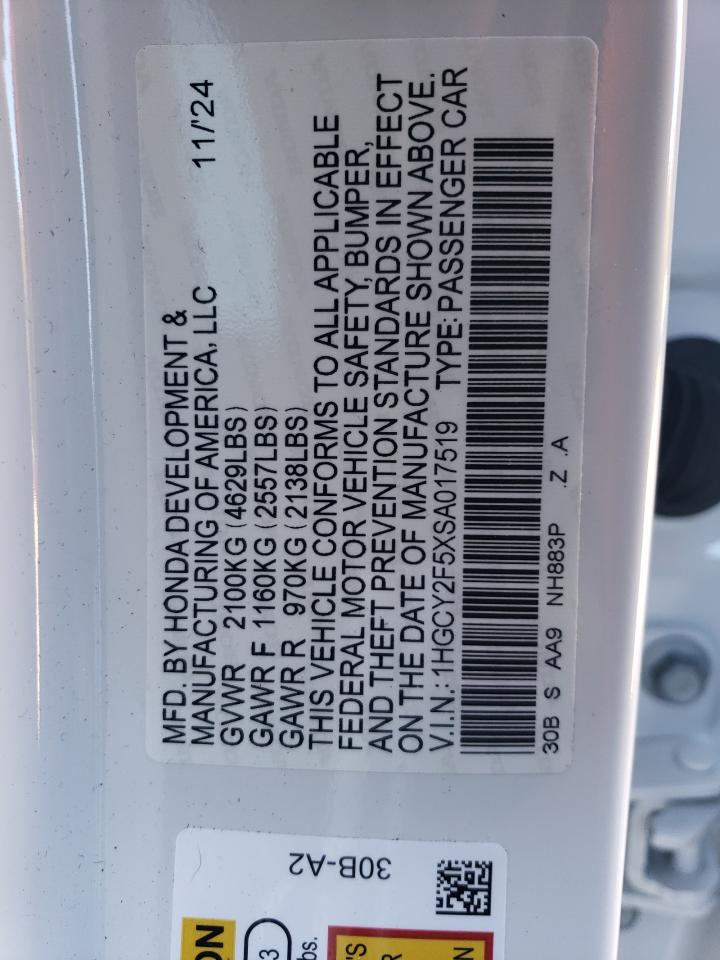 MFD. BY HONDA DEVELOPMENT &
MANUFACTURING OF AMERICA, LLC 11/'24
GVWR 2100KG (4629LBS)
GAWR F 1160KG (2557LBS)
GAWR R 970KG (2138LBS)
THIS VEHICLE CONFORMS TO ALL APPLICABLE
FEDERAL MOTOR VEHICLE SAFETY, BUMPER,
AND THEFT PREVENTION STANDARDS IN EFFECT
ON THE DATE OF MANUFACTURE SHOWN ABOVE.
V.I.N.: 1HGCY2F5XSA017519 TYPE: PASSENGER CAR
30B S AA9 NH883P .Z .A
30B-A2